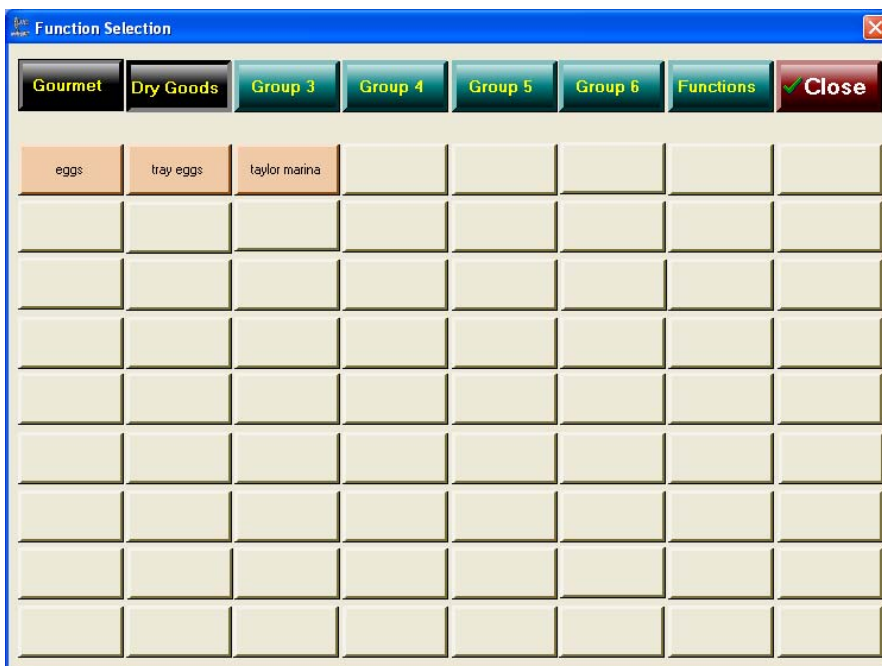 Function Selection
Gourmet Dry Goods Group 3 Group 4 Group 5 Group 6 Functions Close
eggs tray eggs taylor marina